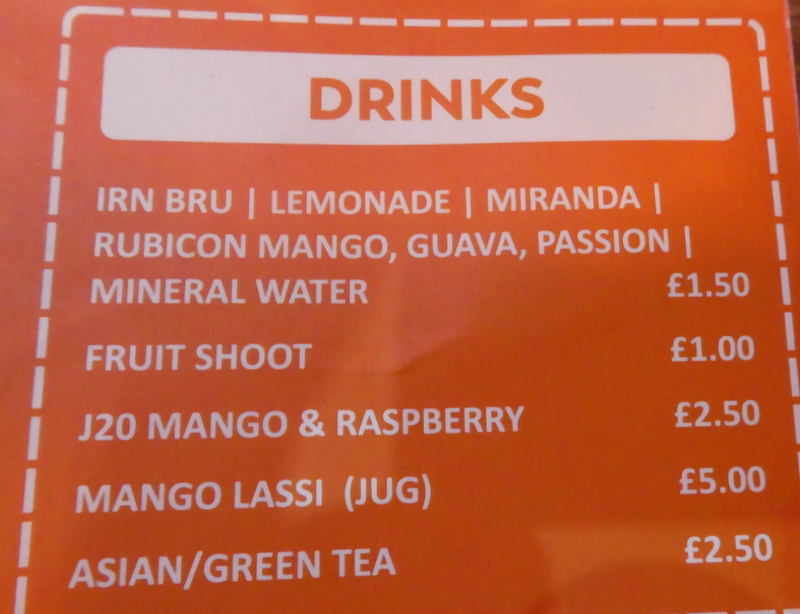 DRINKS
IRN BRU | LEMONADE | MIRANDA |
RUBICON MANGO, GUAVA, PASSION |
MINERAL WATER £1.50
FRUIT SHOOT £1.00
J20 MANGO & RASPBERRY £2.50
MANGO LASSI (JUG) £5.00
ASIAN/GREEN TEA £2.50